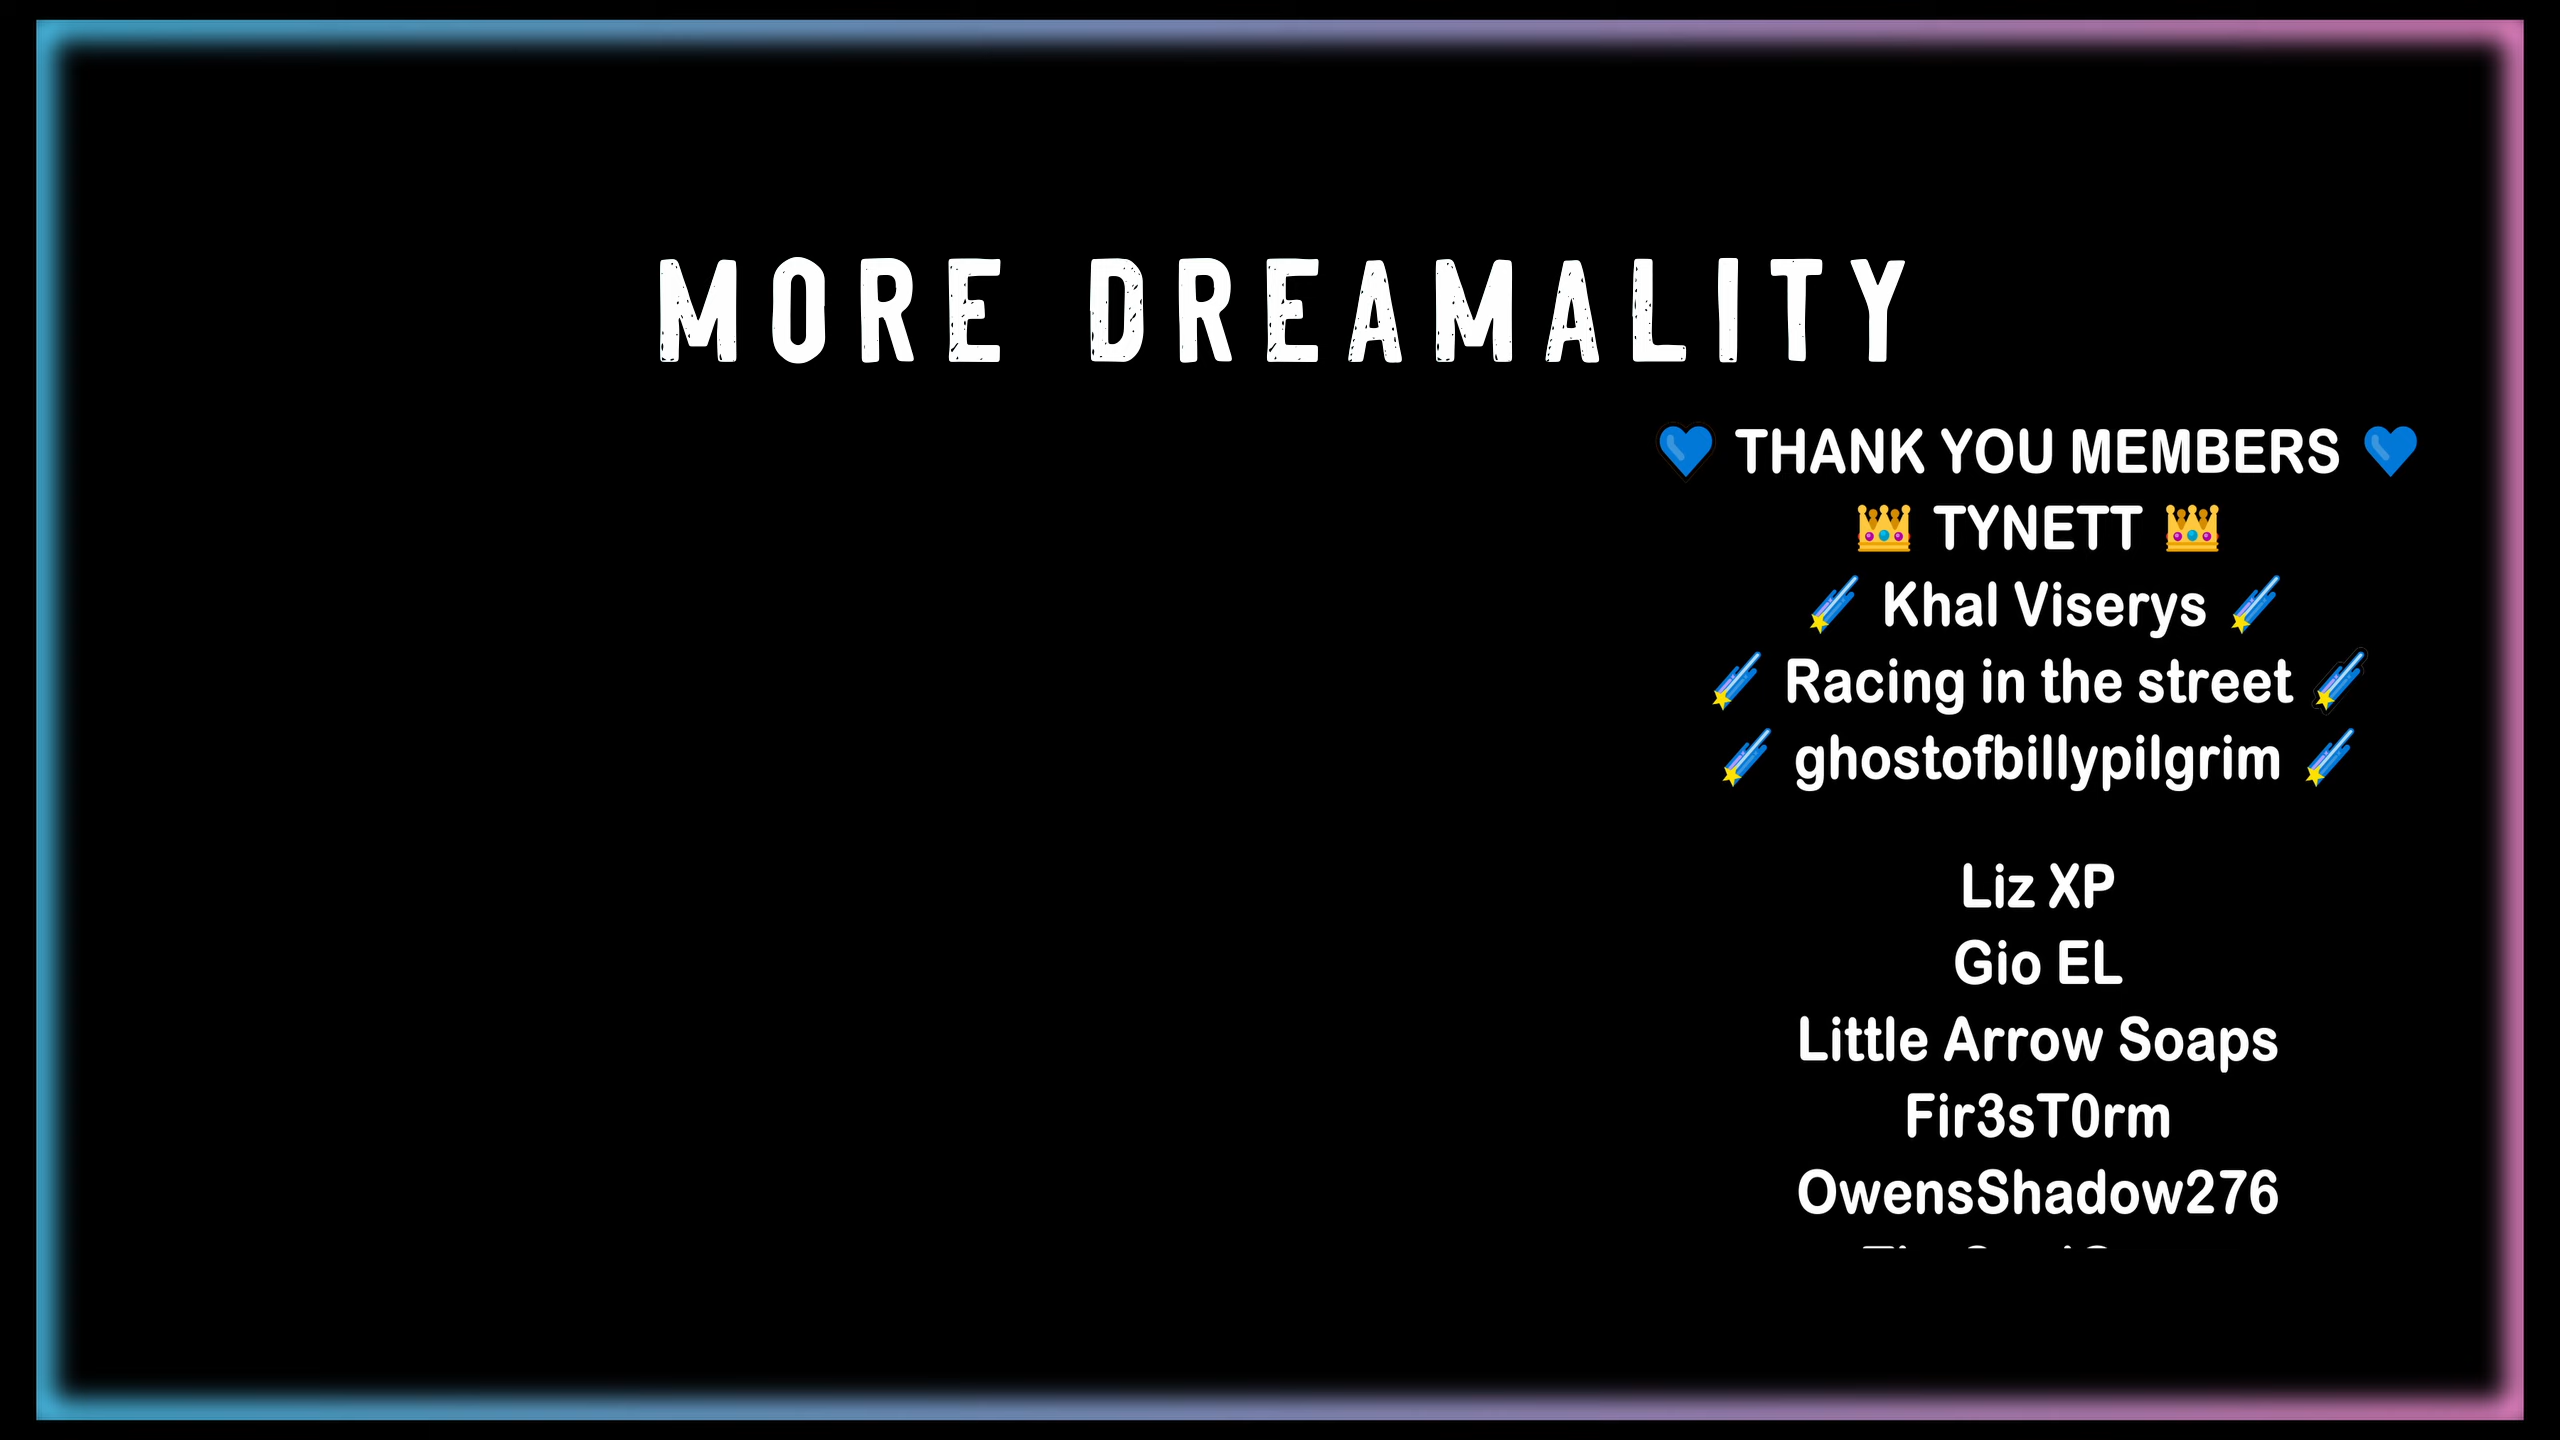 MORE DREAMALITY
💙 THANK YOU MEMBERS 💙
👑 TYNETT 👑
☄️ Khal Viserys ☄️
☄️ Racing in the street ☄️
☄️ ghostofbillypilgrim ☄️
Liz XP
Gio EL
Little Arrow Soaps
Fir3sT0rm
OwensShadow276